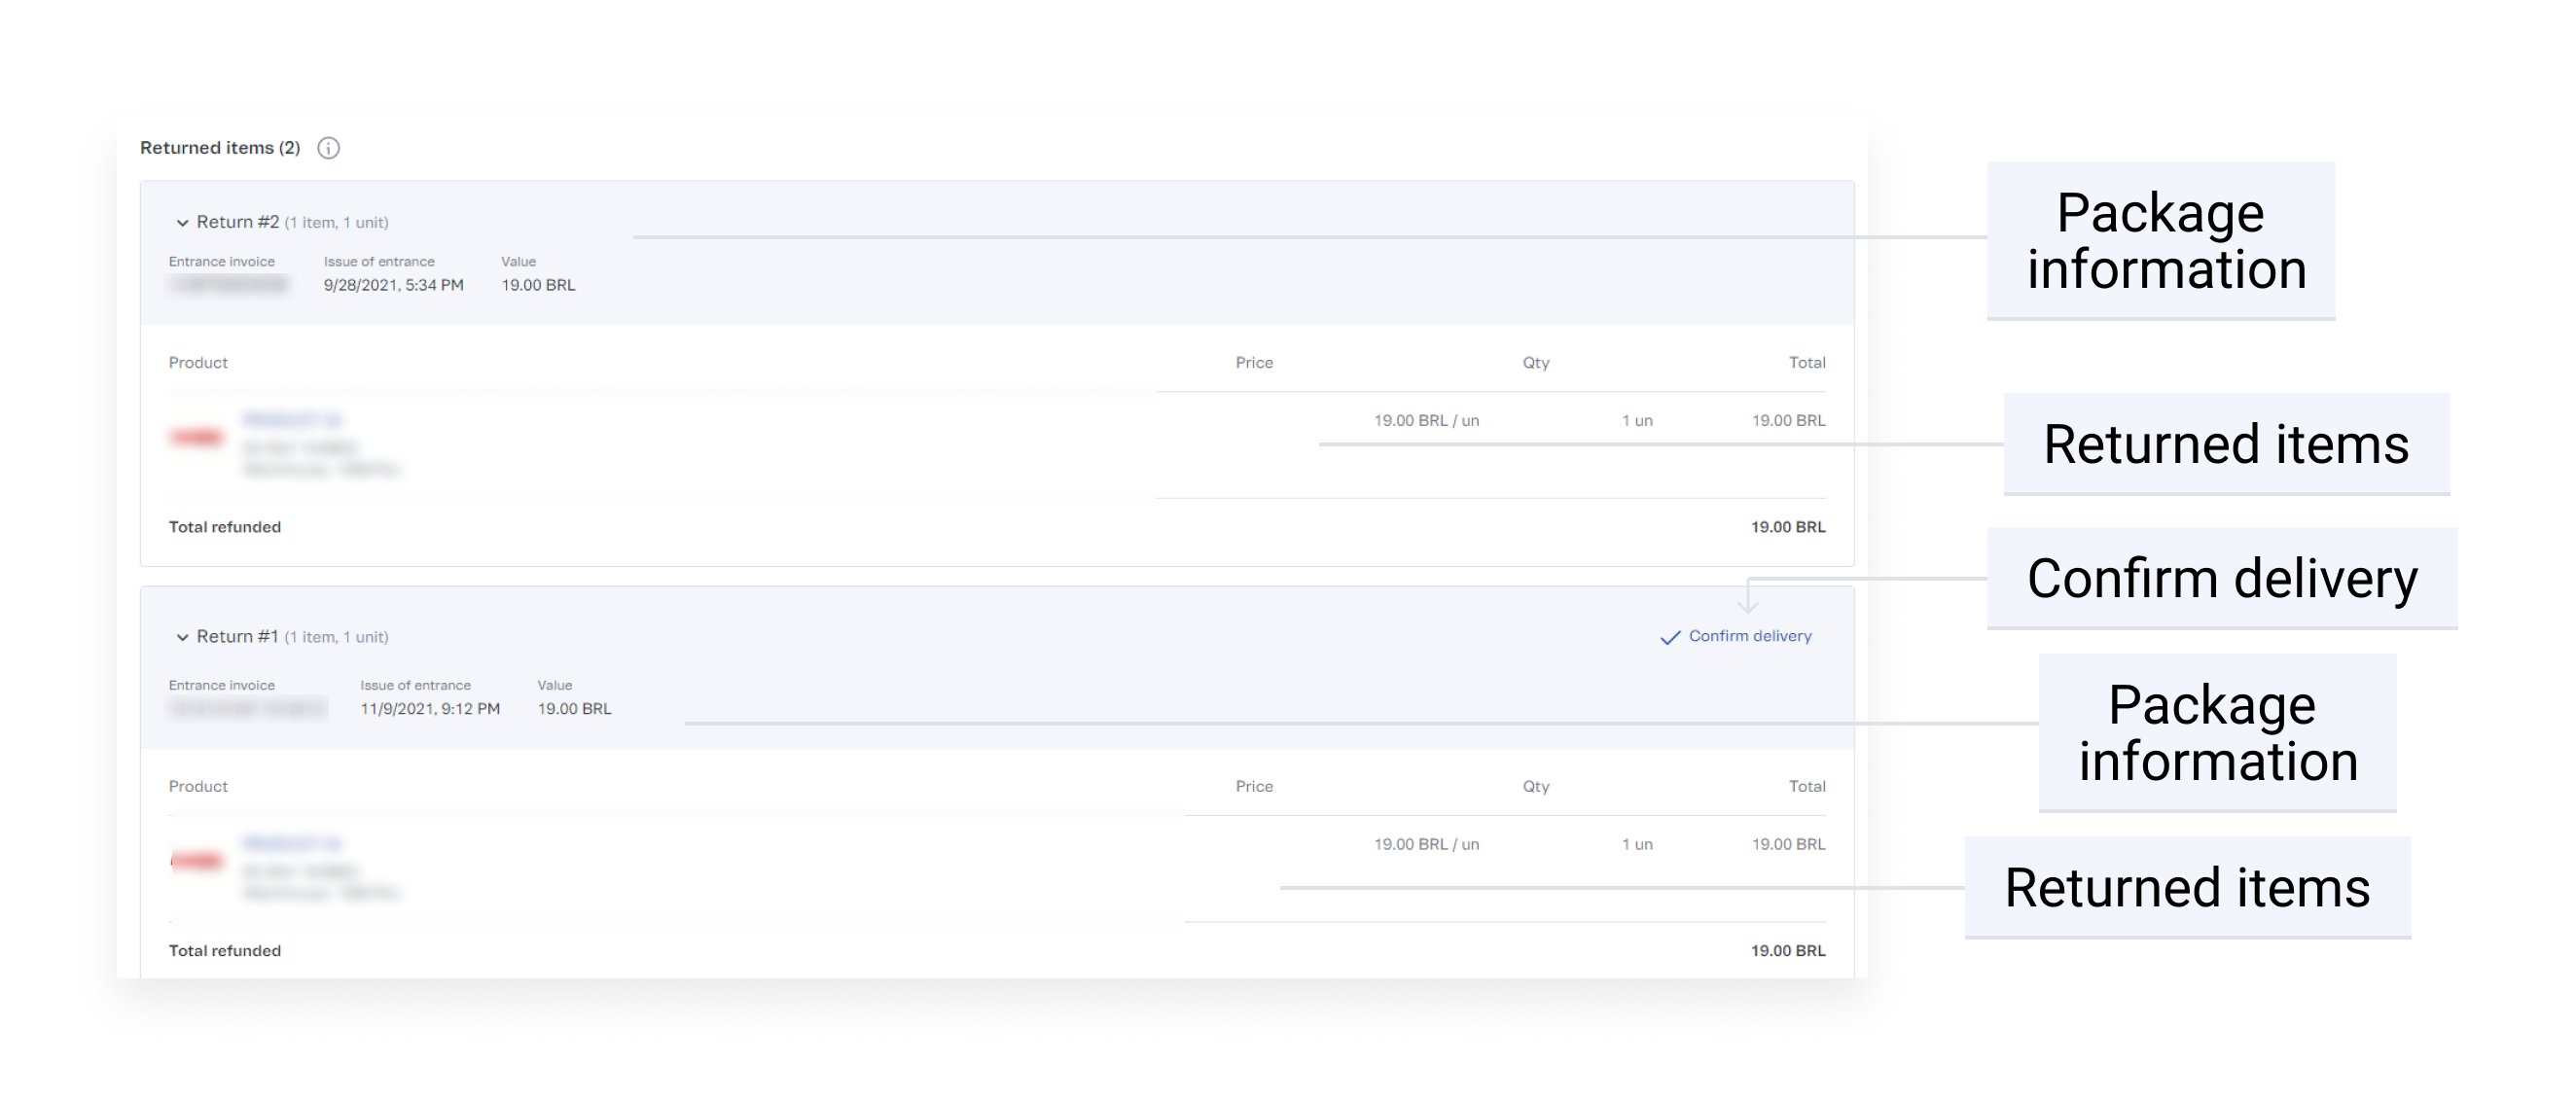 Returned items (2)
Return #2 (1 item, 1 unit)
Entrance invoice Issue of entrance Value
9/28/2021, 5:34 PM 19.00 BRL
Product Price Qty Total
19.00 BRL / un 1 un 19.00 BRL
Total refunded 19.00 BRL
Return #1 (1 item, 1 unit) Confirm delivery
Entrance invoice Issue of entrance Value
11/9/2021, 9:12 PM 19.00 BRL
Product Price Qty Total
19.00 BRL / un 1 un 19.00 BRL
Total refunded 19.00 BRL
Package
information
Returned items
Confirm delivery
Package
information
Returned items